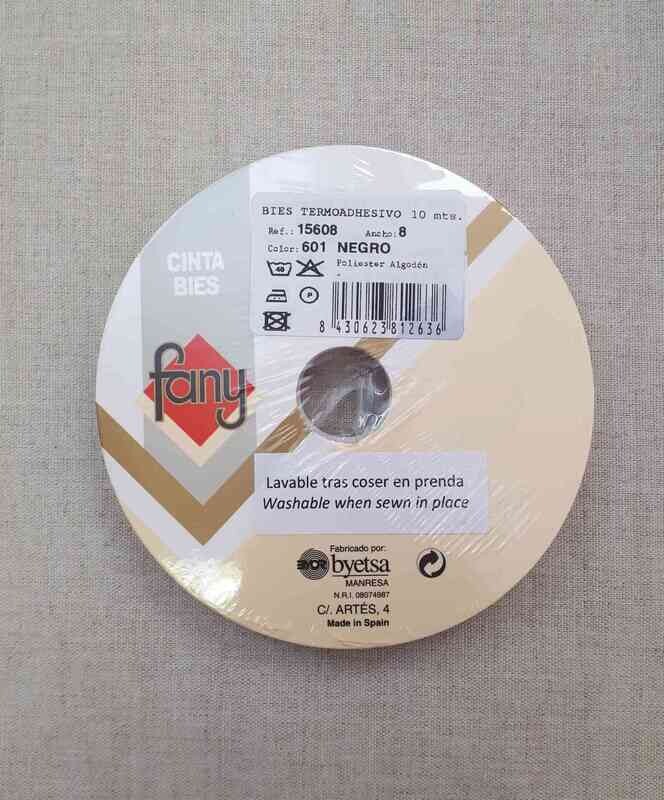 BIES TERMOADHESIVO 10 mts.
Ref.: 15608 Ancho: 8
Color: 601 NEGRO
40
Poliester Algodón
-
P
8 430623 812636
CINTA
BIES
fany
Lavable tras coser en prenda
Washable when sewn in place
Fabricado por:
BYOR byetsa
MANRESA
N.R.I. 08074987
C/. ARTÉS, 4
Made in Spain